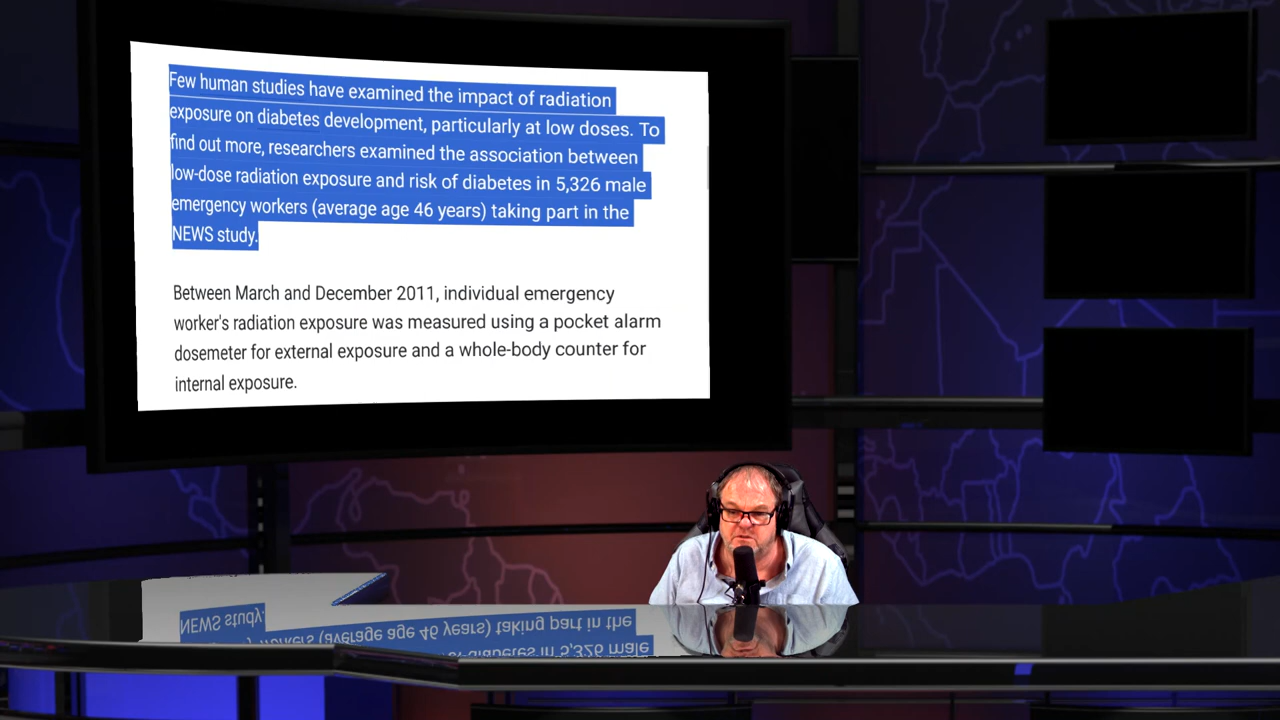 Few human studies have examined the impact of radiation
exposure on diabetes development, particularly at low doses. To
find out more, researchers examined the association between
low-dose radiation exposure and risk of diabetes in 5,326 male
emergency workers (average age 46 years) taking part in the
NEWS study.
Between March and December 2011, individual emergency
worker's radiation exposure was measured using a pocket alarm
dosemeter for external exposure and a whole-body counter for
internal exposure.